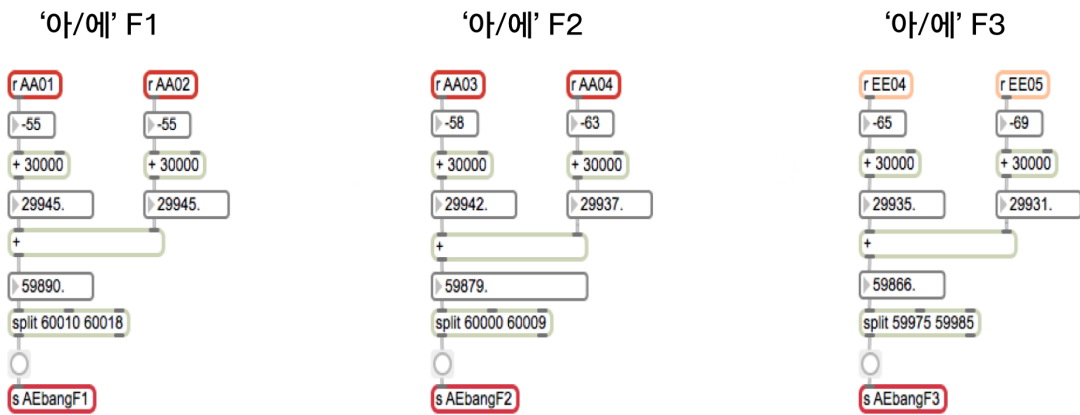 ‘아/에’ F1
r AA01
r AA02
-55
-55
+ 30000
+ 30000
29945.
29945.
+
59890.
split 60010 60018
s AEbangF1
‘아/에’ F2
r AA03
r AA04
-58
-63
+ 30000
+ 30000
29942.
29937.
+
59879.
split 60000 60009
s AEbangF2
‘아/에’ F3
r EE04
r EE05
-65
-69
+ 30000
+ 30000
29935.
29931.
+
59866.
split 59975 59985
s AEbangF3